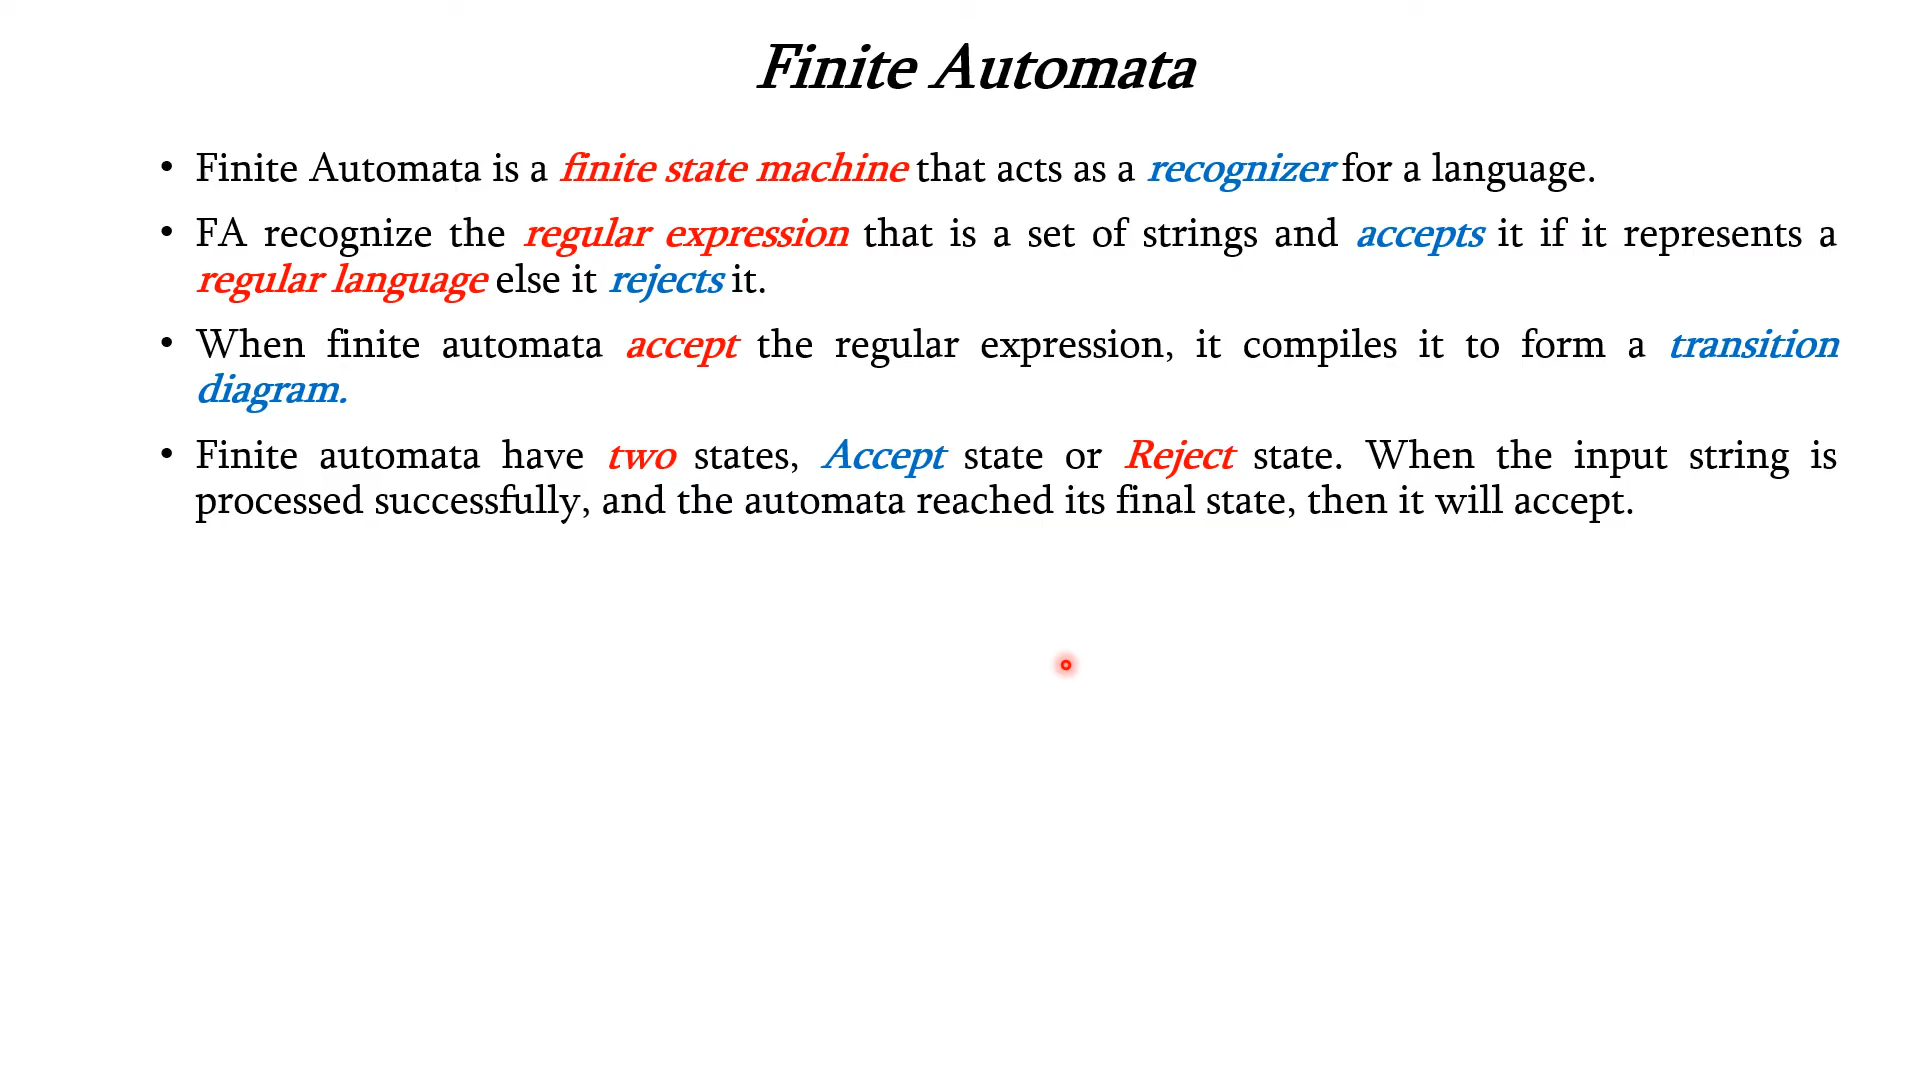 Finite Automata
• Finite Automata is a finite state machine that acts as a recognizer for a language.
• FA recognize the regular expression that is a set of strings and accepts it if it represents a
regular language else it rejects it.
• When finite automata accept the regular expression, it compiles it to form a transition
diagram.
• Finite automata have two states, Accept state or Reject state. When the input string is
processed successfully, and the automata reached its final state, then it will accept.